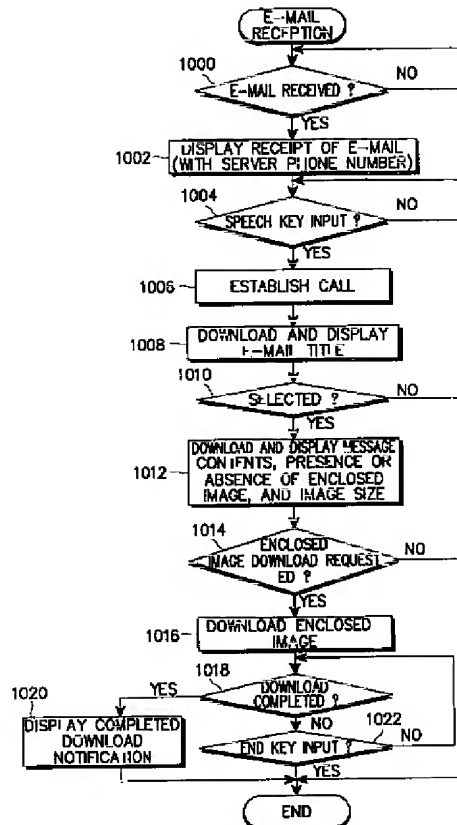 E-MAIL
RECEPTION
1000
E-MAIL RECEIVED ?
NO
YES
1002
DISPLAY RECEIPT OF E-MAIL
(WITH SERVER PHONE NUMBER)
1004
SPEECH KEY INPUT ?
NO
YES
1006
ESTABLISH CALL
1008
DOWNLOAD AND DISPLAY
E-MAIL TITLE
1010
SELECTED ?
NO
YES
1012
DOWNLOAD AND DISPLAY MESSAGE
CONTENTS, PRESENCE OR
ABSENCE OF ENCLOSED
IMAGE, AND IMAGE SIZE
1014
ENCLOSED
IMAGE DOWNLOAD REQUEST
ED ?
NO
YES
1016
DOWNLOAD ENCLOSED
IMAGE
1018
YES
DOWNLOAD
COMPLETED ?
1020
DISPLAY COMPLETED
DOWNLOAD
NOTIFICATION
NO
1022
END KEY INPUT ?
NO
YES
END